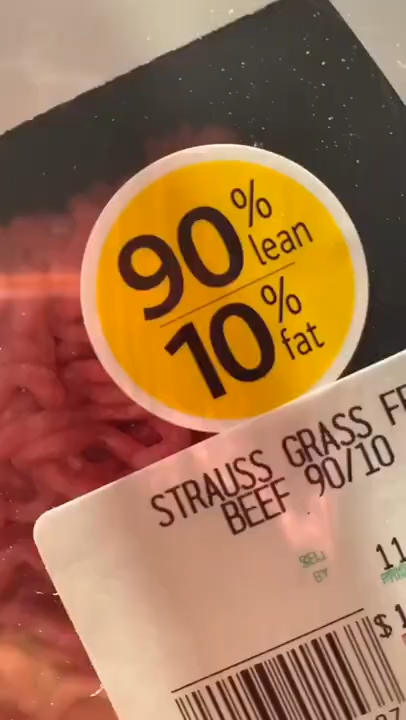 90% lean
10% fat
STRAUSS GRASS
BEEF 90/10
SELL
BY
11
$